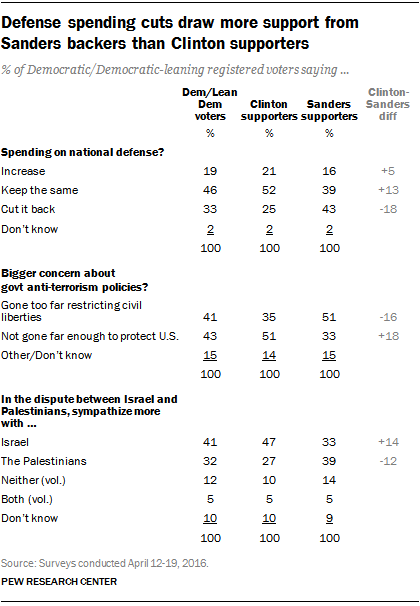 Defense spending cuts draw more support from
Sanders backers than Clinton supporters
% of Democratic/Democratic-leaning registered voters saying ...
Dem/Lean Dem voters Clinton supporters Sanders supporters Clinton-Sanders diff
% % %
Spending on national defense?
Increase 19 21 16 +5
Keep the same 46 52 39 +13
Cut it back 33 25 43 -18
Don't know 2 2 2
100 100 100
Bigger concern about
govt anti-terrorism policies?
Gone too far restricting civil
liberties 41 35 51 -16
Not gone far enough to protect U.S. 43 51 33 +18
Other/Don't know 15 14 15
100 100 100
In the dispute between Israel and
Palestinians, sympathize more
with ...
Israel 41 47 33 +14
The Palestinians 32 27 39 -12
Neither (vol.) 12 10 14
Both (vol.) 5 5 5
Don't know 10 10 9
100 100 100
Source: Surveys conducted April 12-19, 2016.
PEW RESEARCH CENTER